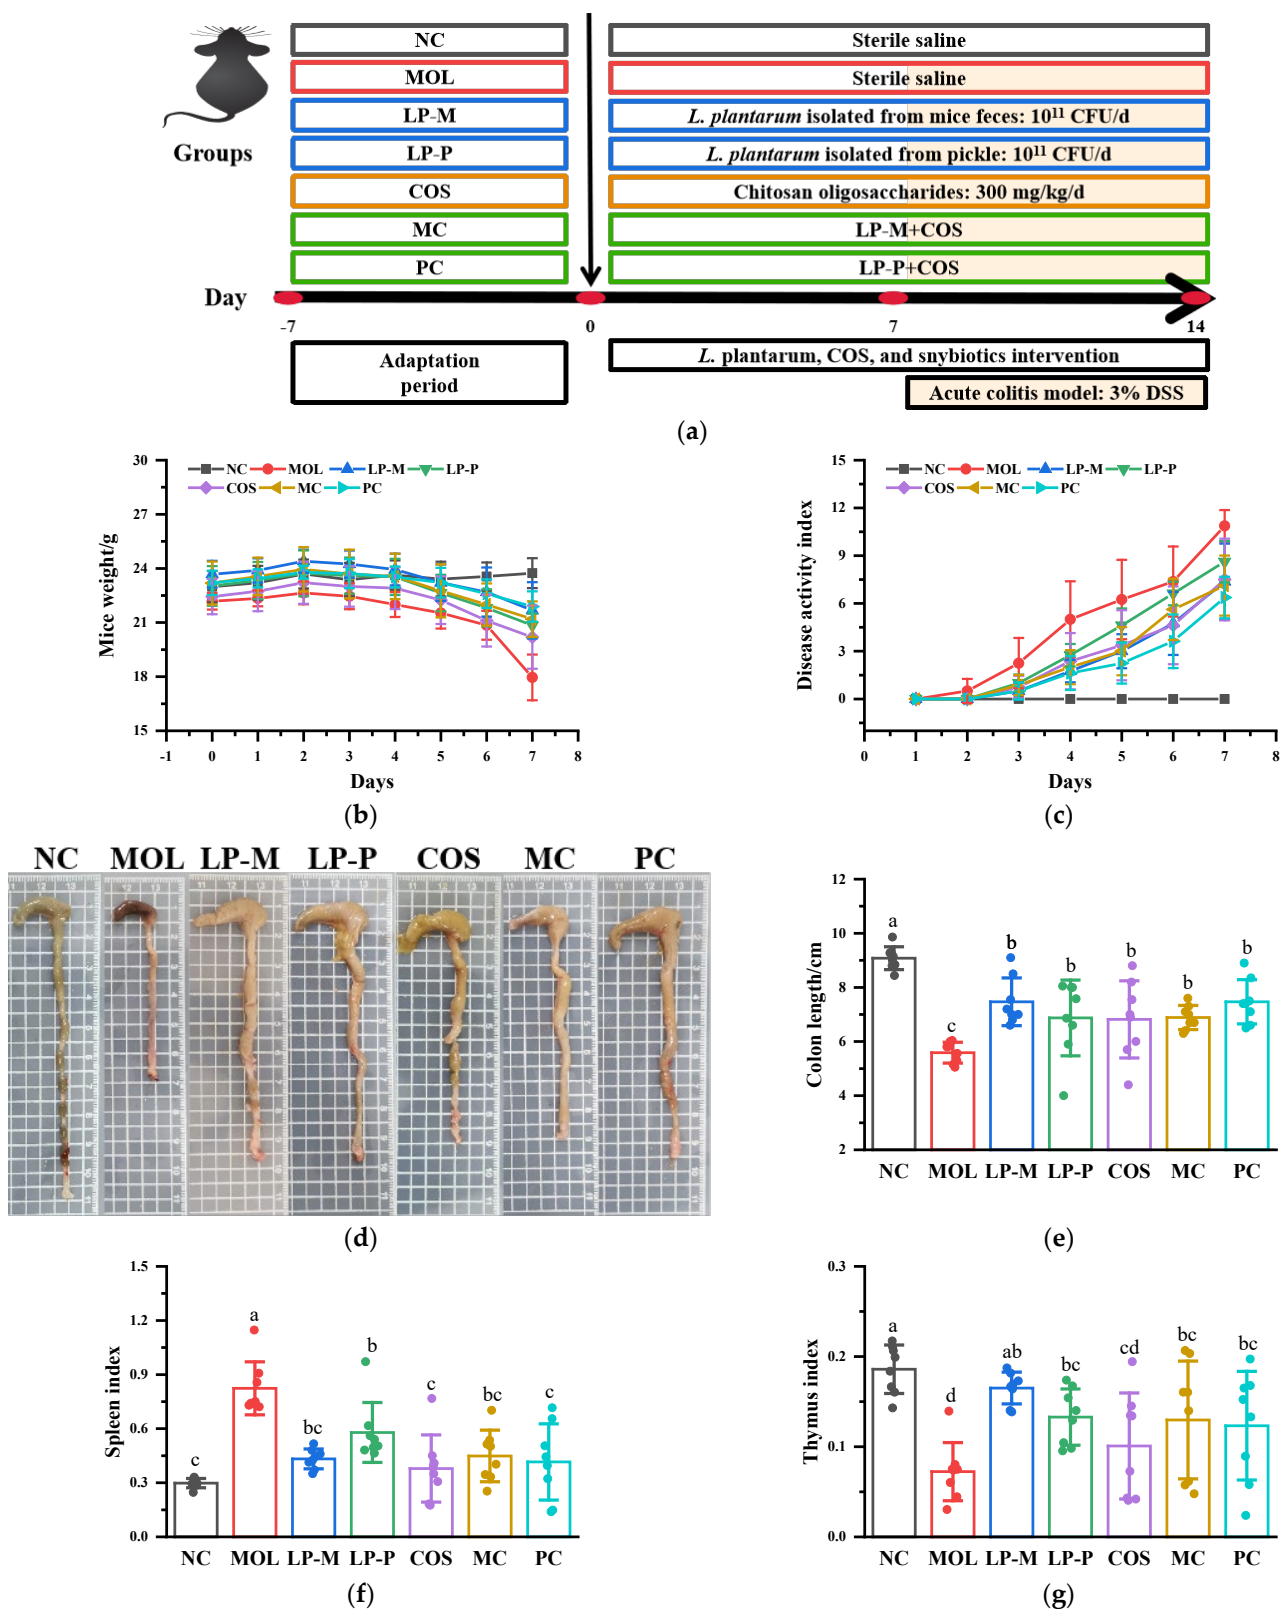 NC Sterile saline
MOL Sterile saline
LP-M L. plantarum isolated from mice feces: 10¹¹ CFU/d
Groups LP-P L. plantarum isolated from pickle: 10¹¹ CFU/d
COS Chitosan oligosaccharides: 300 mg/kg/d
MC LP-M+COS
PC LP-P+COS
Day
-7 0 7 14
Adaptation
period
L. plantarum, COS, and snybiotics intervention
Acute colitis model: 3% DSS
(a)
NC MOL LP-M LP-P
COS MC PC
Mice weight/g
30
27
24
21
18
15
-1 0 1 2 3 4 5 6 7 8
Days
(b)
NC MOL LP-M LP-P
COS MC PC
Disease activity index
15
12
9
6
3
0
0 1 2 3 4 5 6 7 8
Days
(c)
NC MOL LP-M LP-P COS MC PC
(d)
Colon length/cm
12
10
8
6
4
2
a c b b b b b
NC MOL LP-M LP-P COS MC PC
(e)
Spleen index
1.5
1.2
0.9
0.6
0.3
0.0
c a bc b c bc c
NC MOL LP-M LP-P COS MC PC
(f)
Thymus index
0.3
0.2
0.1
0.0
a d ab bc cd bc bc
NC MOL LP-M LP-P COS MC PC
(g)